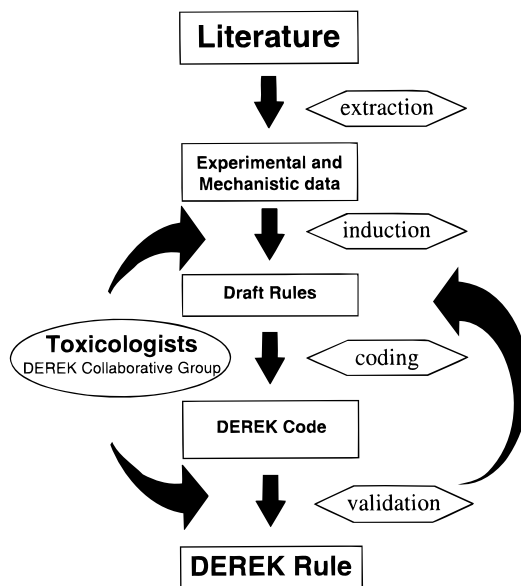 Literature
extraction
Experimental and
Mechanistic data
induction
Draft Rules
Toxicologists
DEREK Collaborative Group
coding
DEREK Code
validation
DEREK Rule